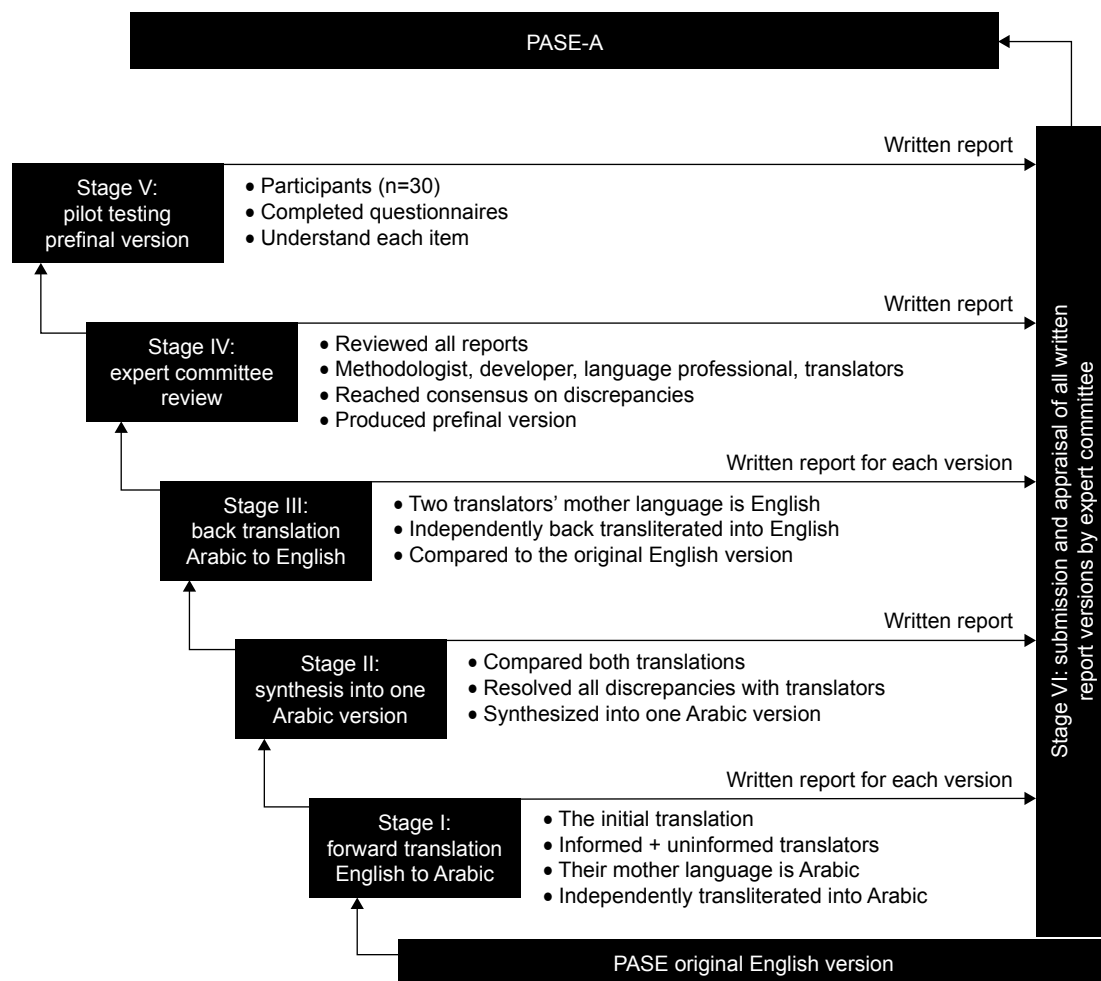 PASE-A
Written report
Stage V:
pilot testing
prefinal version
• Participants (n=30)
• Completed questionnaires
• Understand each item
Written report
Stage IV:
expert committee
review
• Reviewed all reports
• Methodologist, developer, language professional, translators
• Reached consensus on discrepancies
• Produced prefinal version
Written report for each version
Stage III:
back translation
Arabic to English
• Two translators’ mother language is English
• Independently back transliterated into English
• Compared to the original English version
Written report
Stage II:
synthesis into one
Arabic version
• Compared both translations
• Resolved all discrepancies with translators
• Synthesized into one Arabic version
Written report for each version
Stage I:
forward translation
English to Arabic
• The initial translation
• Informed + uninformed translators
• Their mother language is Arabic
• Independently transliterated into Arabic
Stage VI: submission and appraisal of all written
report versions by expert committee
PASE original English version